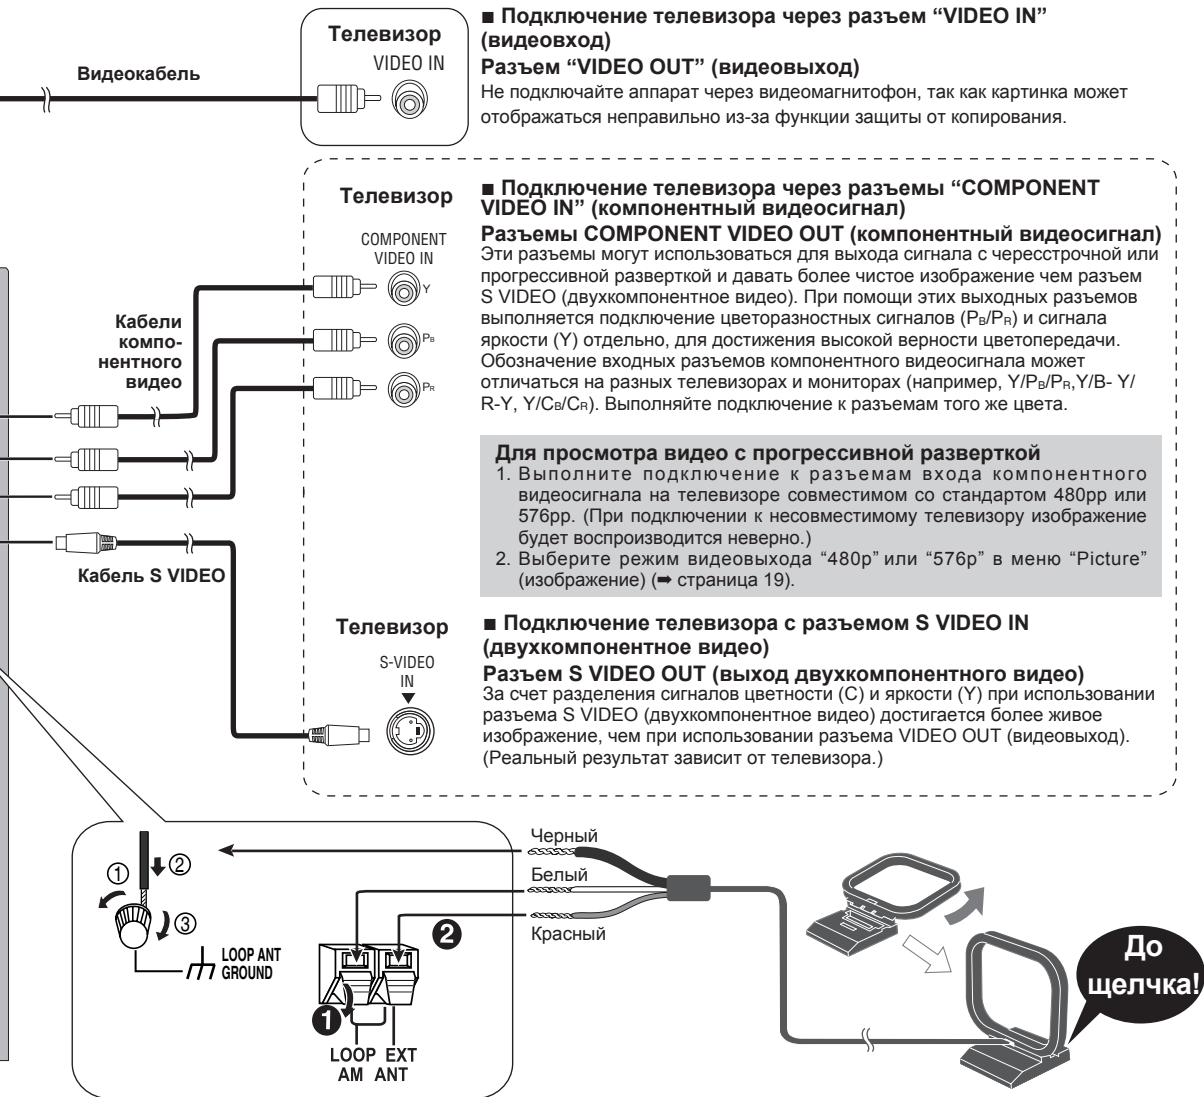 Телевизор
VIDEO IN
Видеокабель
■ Подключение телевизора через разъем “VIDEO IN”
(видеовход)
Разъем “VIDEO OUT” (видеовыход)
Не подключайте аппарат через видеомагнитофон, так как картинка может
отображаться неправильно из-за функции защиты от копирования.
Телевизор
COMPONENT
VIDEO IN
Y
PB
PR
Кабели
компо-
нентного
видео
■ Подключение телевизора через разъемы “COMPONENT
VIDEO IN” (компонентный видеосигнал)
Разъемы COMPONENT VIDEO OUT (компонентный видеосигнал)
Эти разъемы могут использоваться для выхода сигнала с чересстрочной или
прогрессивной разверткой и давать более чистое изображение чем разъем
S VIDEO (двухкомпонентное видео). При помощи этих выходных разъемов
выполняется подключение цветоразностных сигналов (PB/PR) и сигнала
яркости (Y) отдельно, для достижения высокой верности цветопередачи.
Обозначение входных разъемов компонентного видеосигнала может
отличаться на разных телевизорах и мониторах (например, Y/PB/PR,Y/B- Y/
R-Y, Y/CB/CR). Выполняйте подключение к разъемам того же цвета.
Для просмотра видео с прогрессивной разверткой
1. Выполните подключение к разъемам входа компонентного
видеосигнала на телевизоре совместимом со стандартом 480pp или
576pp. (При подключении к несовместимому телевизору изображение
будет воспроизводится неверно.)
2. Выберите режим видеовыхода “480p” или “576p” в меню “Picture”
(изображение) (➡ страница 19).
Кабель S VIDEO
Телевизор
S-VIDEO
IN
■ Подключение телевизора с разъемом S VIDEO IN
(двухкомпонентное видео)
Разъем S VIDEO OUT (выход двухкомпонентного видео)
За счет разделения сигналов цветности (C) и яркости (Y) при использовании
разъема S VIDEO (двухкомпонентное видео) достигается более живое
изображение, чем при использовании разъема VIDEO OUT (видеовыход).
(Реальный результат зависит от телевизора.)
Черный
Белый
Красный
①
②
③
LOOP ANT
GROUND
❷
❶
LOOP EXT
AM ANT
До
щелчка!